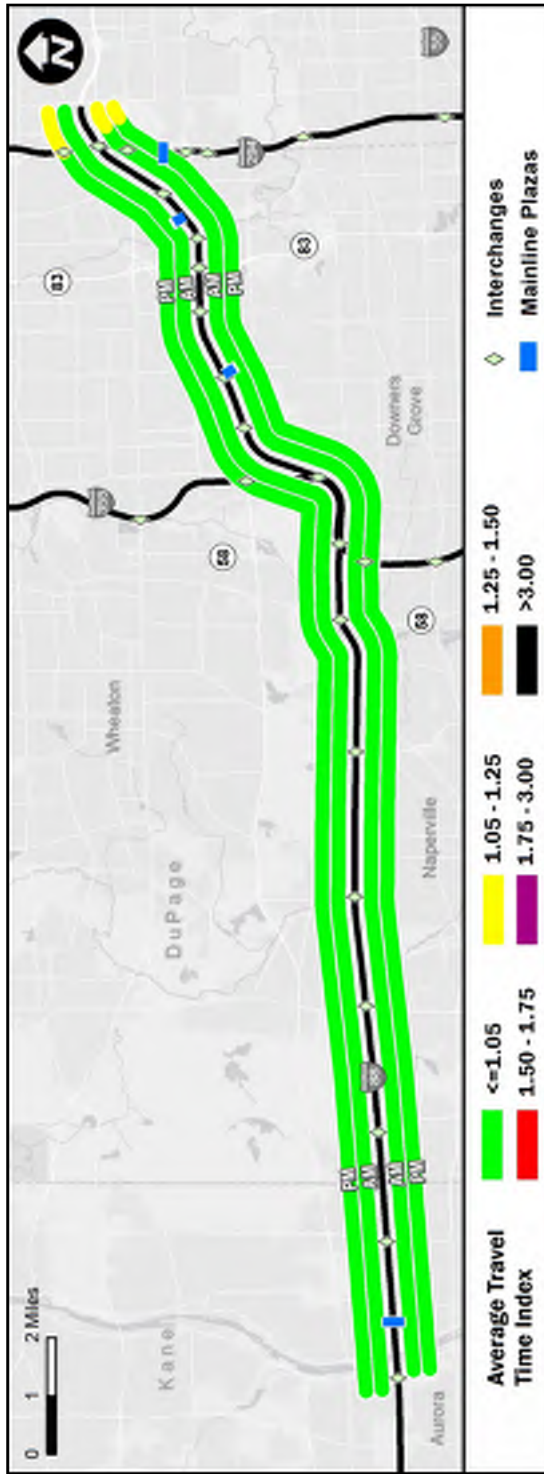 N
0 1 2 Miles
83
PM
AM
AM
PM
83
58
Wheaton
DuPage
Kane
Downers
Grove
58
Naperville
PM
AM
AM
PM
Aurora
Average Travel
Time Index
<=1.05
1.05 - 1.25
1.25 - 1.50
Interchanges
1.50 - 1.75
1.75 - 3.00
>3.00
Mainline Plazas